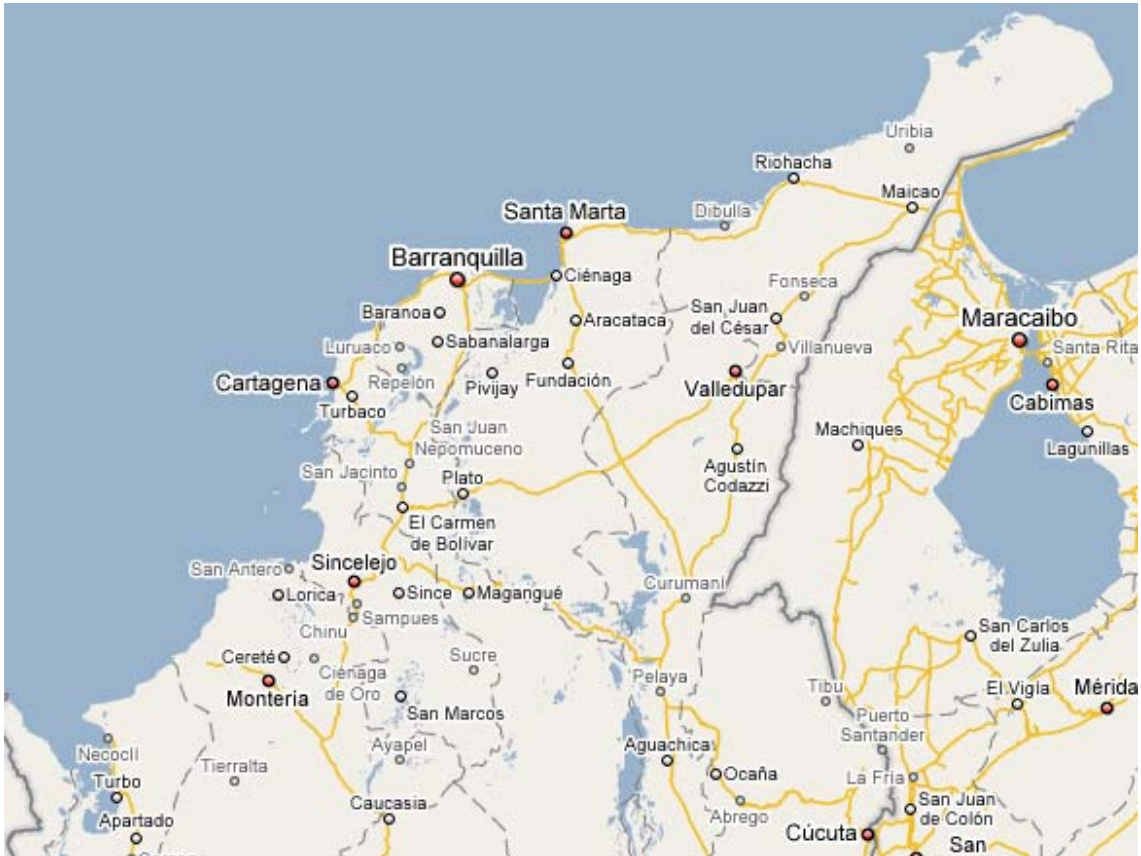 Uribia
Riohacha
Maicao
Santa Marta
Dibulla
Barranquilla
Ciénaga
Fonseca
Baranoa
San Juan
del César
Aracataca
Maracaibo
Luruaco
Sabanalarga
Villanueva
Santa Rita
Cartagena
Repelón
Pivijay
Fundación
Valledupar
Cabimas
Turbaco
San Juan
Nepomuceno
Machiques
Lagunillas
San Jacinto
Plato
Agustín
Codazzi
El Carmen
de Bolívar
Sincelejo
San Antero
Curumaní
Lorica
Since
Magangué
Sampues
Chinu
San Carlos
del Zulia
Cereté
Ciénaga
de Oro
Sucre
Monteria
Pelaya
Tibu
El Vigla
Mérida
San Marcos
Puerto
Santander
Necoclí
Ayapel
Aguachica
Turbo
Tierralta
Ocaña
La Fria
Caucasia
Abrego
San Juan
de Colón
Apartado
Cúcuta
San